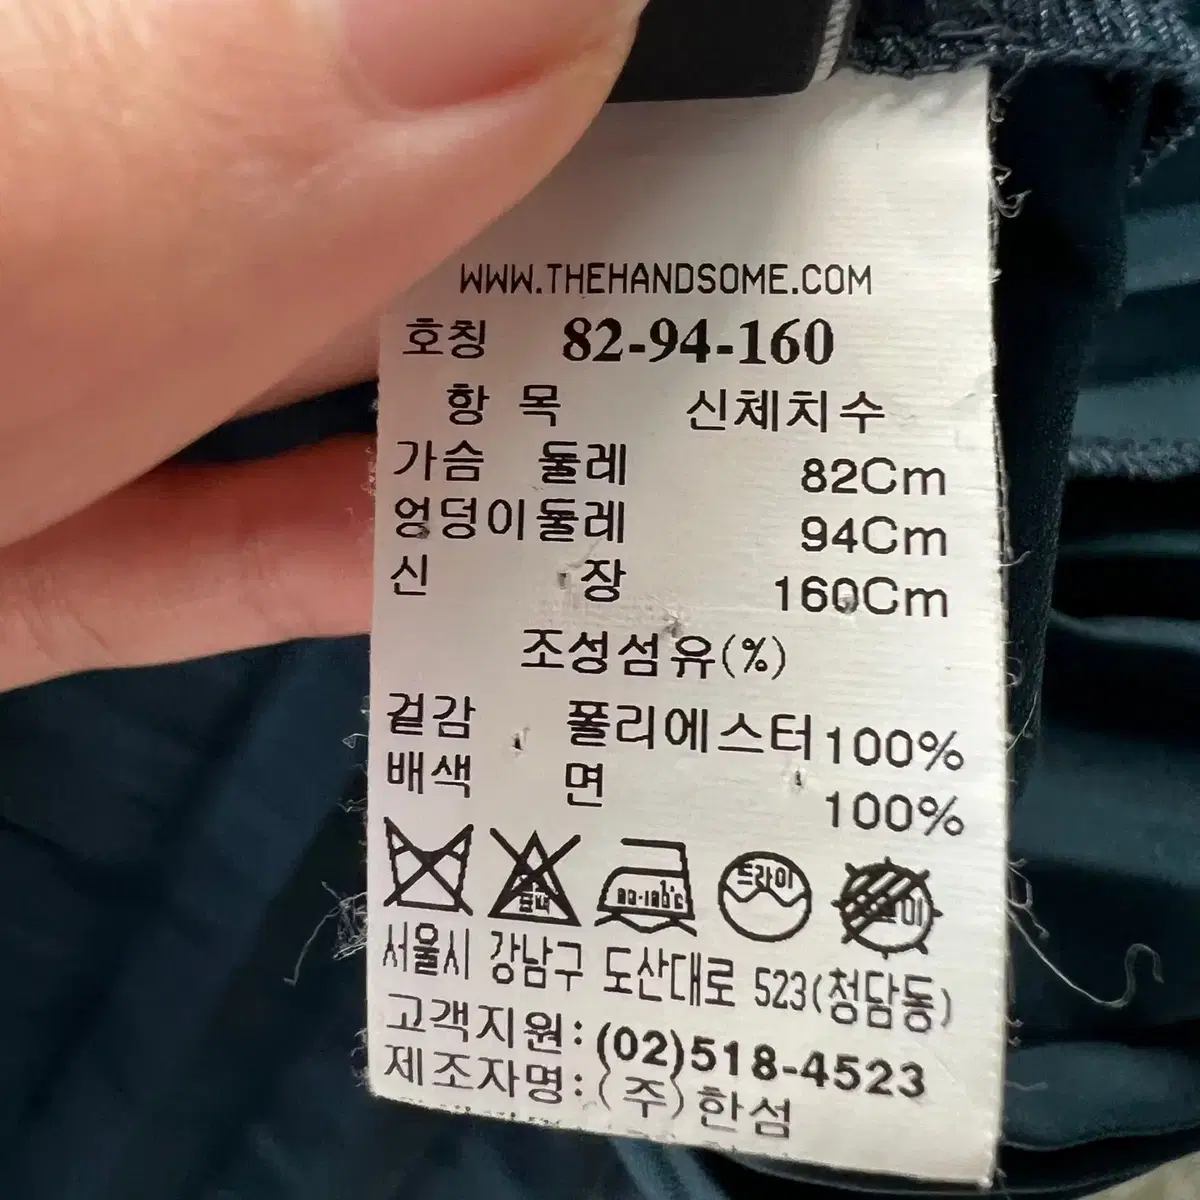 WWW.THEHANDSOME.COM
호칭 82-94-160
항 목 신체치수
가슴 둘레 82Cm
엉덩이둘레 94Cm
신 장 160Cm
조성섬유(%)
겉감 폴리에스터 100%
배색 면 100%
드라이
서울시 강남구 도산대로 523(청담동)
고객지원: (02)518-4523
제조자명: (주)한섬